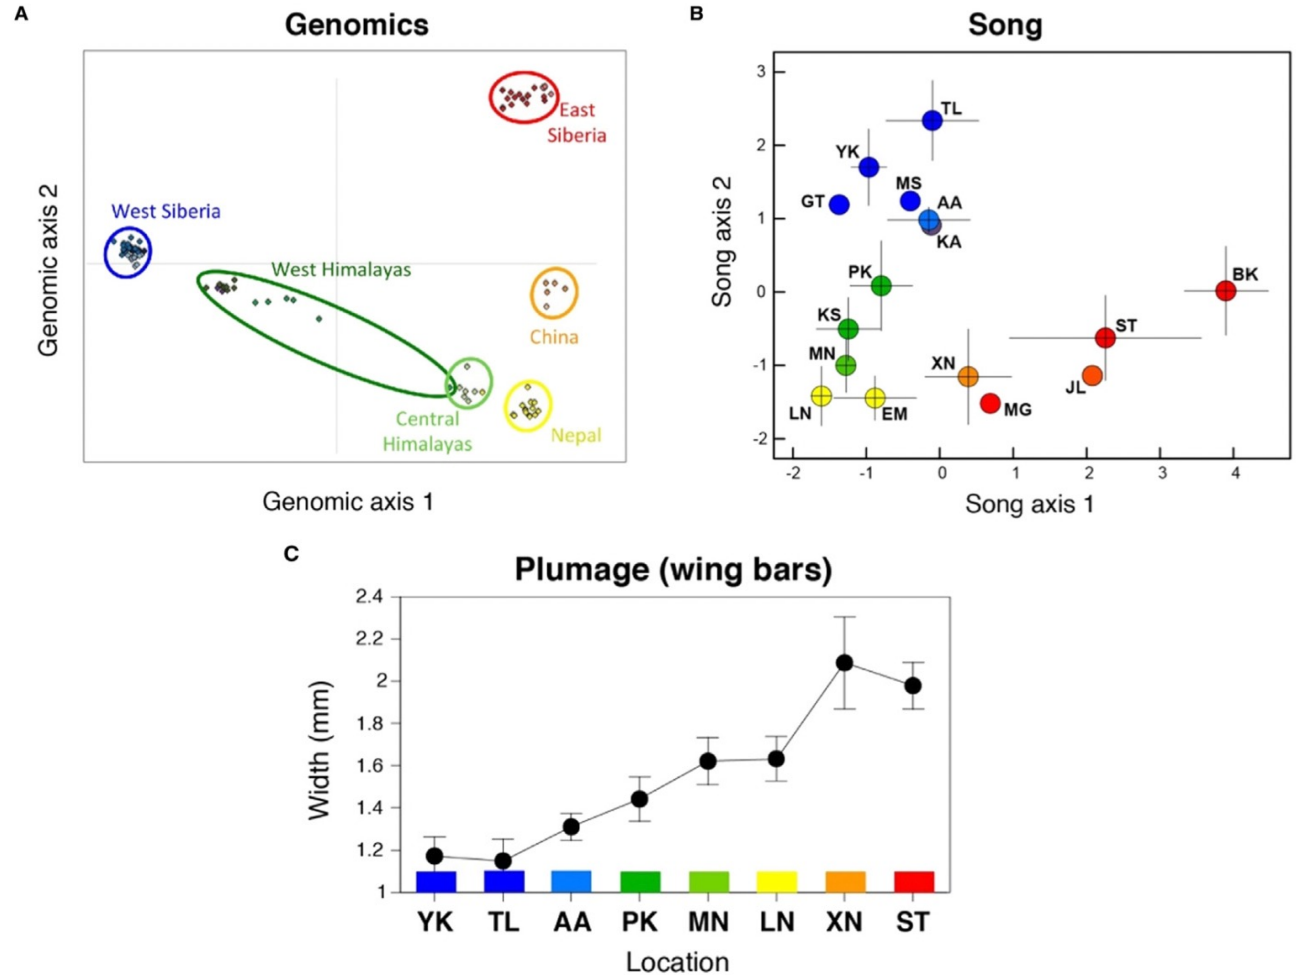 A
Genomics
East
Siberia
West Siberia
West Himalayas
China
Central
Himalayas
Nepal
Genomic axis 2
Genomic axis 1
B
Song
3
2
1
0
-1
-2
-2 -1 0 1 2 3 4
TL
YK
MS
GT
AA
KA
PK
BK
KS
ST
MN
XN
JL
LN
EM
MG
Song axis 2
Song axis 1
C
Plumage (wing bars)
2.4
2.2
2
1.8
1.6
1.4
1.2
1
Width (mm)
YK TL AA PK MN LN XN ST
Location